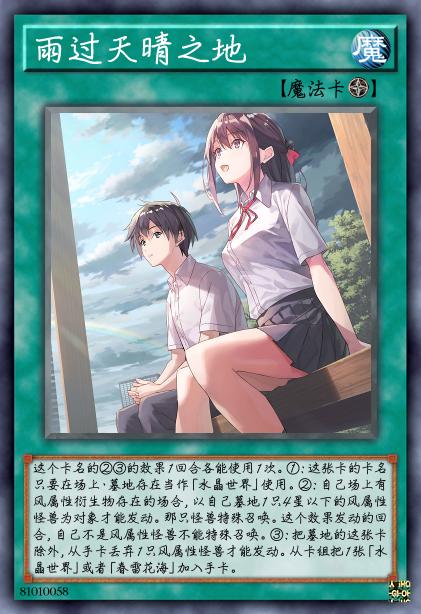 雨过天晴之地
魔
【魔法卡】
这个卡名的②③的效果1回合各能使用1次。①：这张卡的卡名
只要在场上·墓地存在当作「水晶世界」使用。②：自己场上有
风属性衍生物存在的场合，以自己墓地1只4星以下的风属性
怪兽为对象才能发动。那只怪兽特殊召唤。这个效果发动的回
合，自己不是风属性怪兽不能特殊召唤。③：把墓地的这张卡
除外，从手卡丢弃1只风属性怪兽才能发动。从卡组把1张「水
晶世界」或者「春雷花海」加入手卡。
81010058